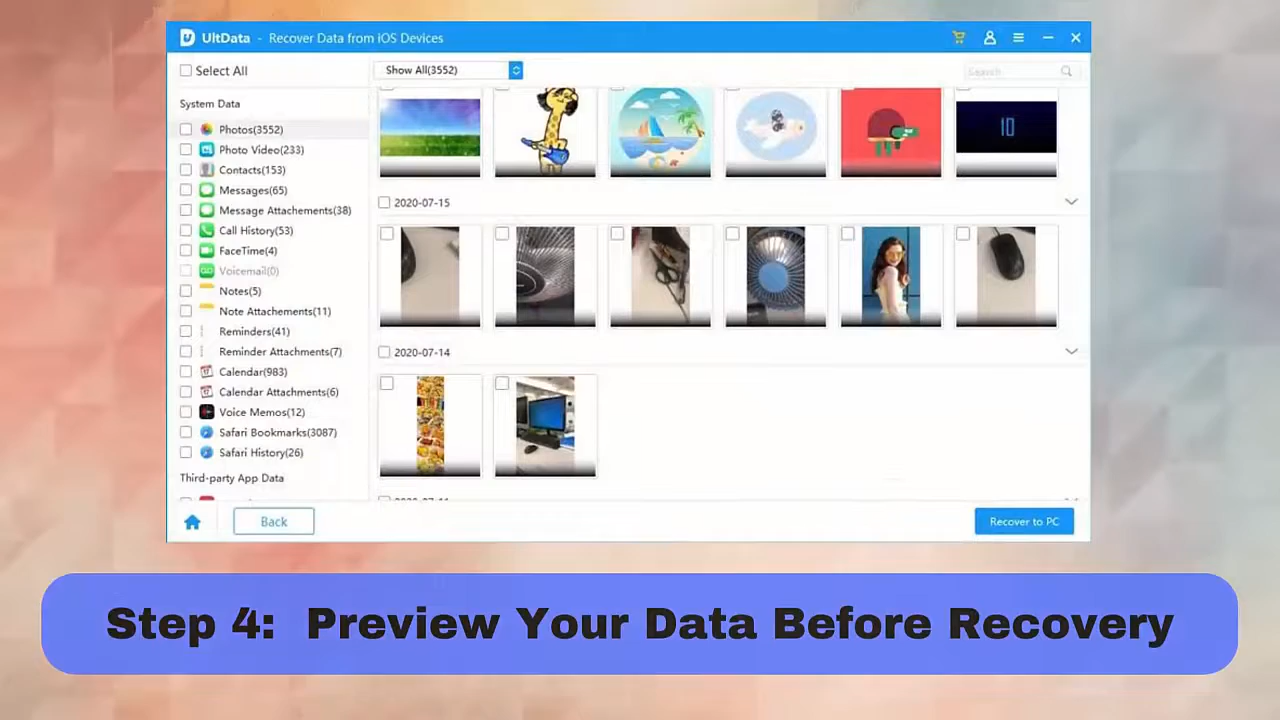 UltData - Recover Data from iOS Devices
Select All
Show All(3552)
Search
System Data
Photos(3552)
Photo Video(233)
Contacts(153)
Messages(65)
Message Attachements(38)
Call History(53)
FaceTime(4)
Voicemail(0)
Notes(5)
Note Attachements(11)
Reminders(41)
Reminder Attachments(7)
Calendar(983)
Calendar Attachments(6)
Voice Memos(12)
Safari Bookmarks(3087)
Safari History(26)
Third-party App Data
10
2020-07-15
2020-07-14
Back
Recover to PC
Step 4: Preview Your Data Before Recovery